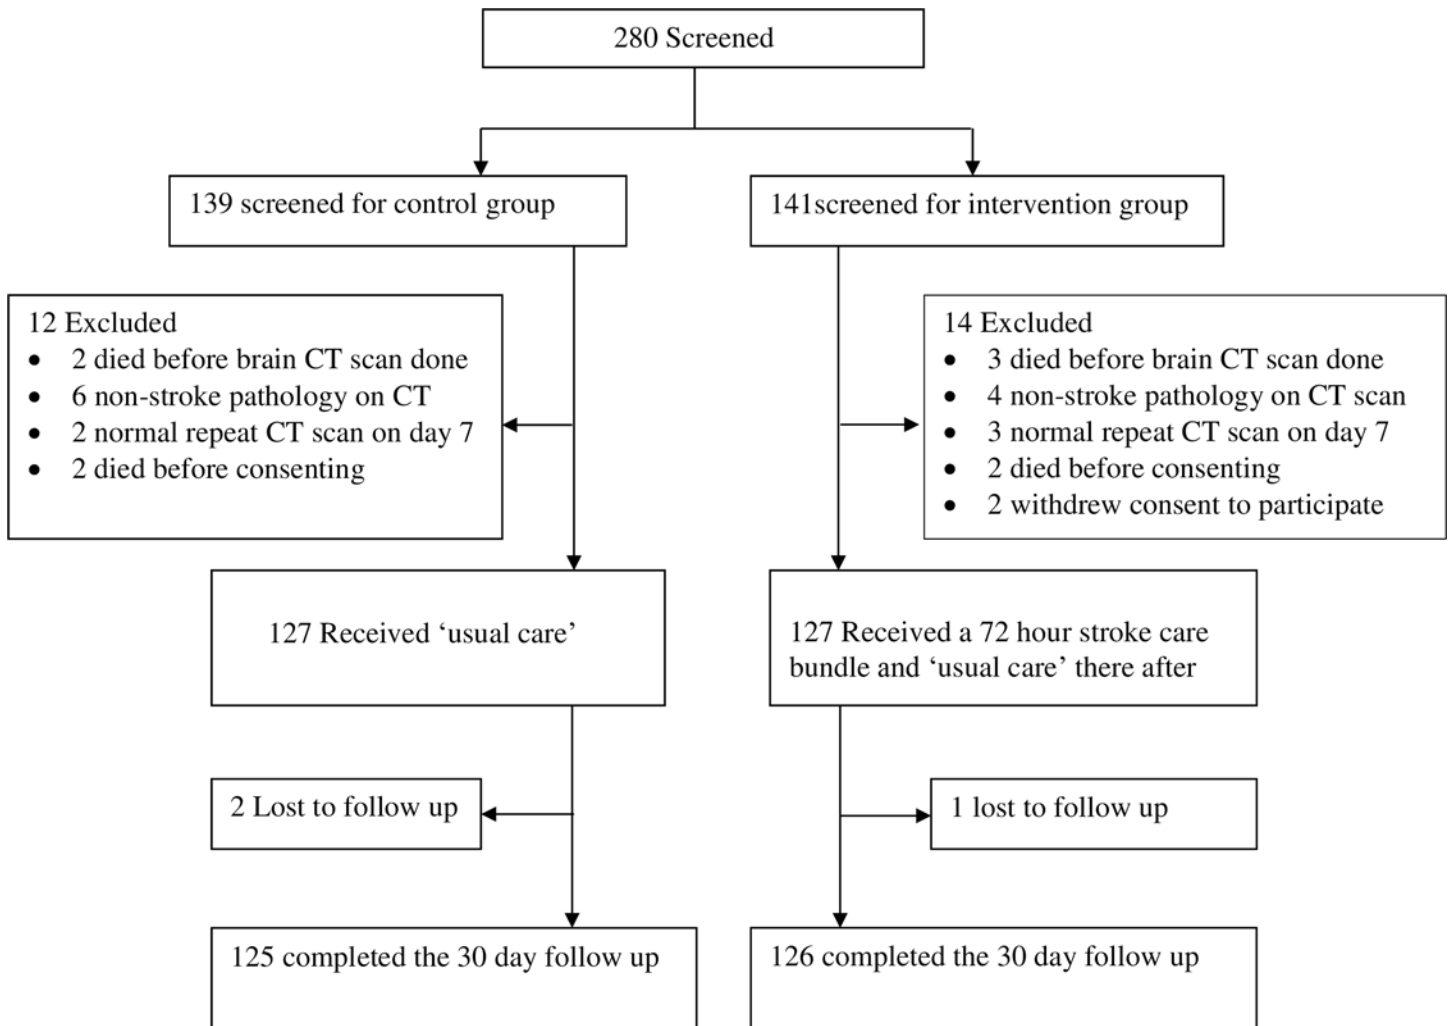 280 Screened
139 screened for control group
141screened for intervention group
12 Excluded
• 2 died before brain CT scan done
• 6 non-stroke pathology on CT
• 2 normal repeat CT scan on day 7
• 2 died before consenting
14 Excluded
• 3 died before brain CT scan done
• 4 non-stroke pathology on CT scan
• 3 normal repeat CT scan on day 7
• 2 died before consenting
• 2 withdrew consent to participate
127 Received ‘usual care’
127 Received a 72 hour stroke care
bundle and ‘usual care’ there after
2 Lost to follow up
1 lost to follow up
125 completed the 30 day follow up
126 completed the 30 day follow up